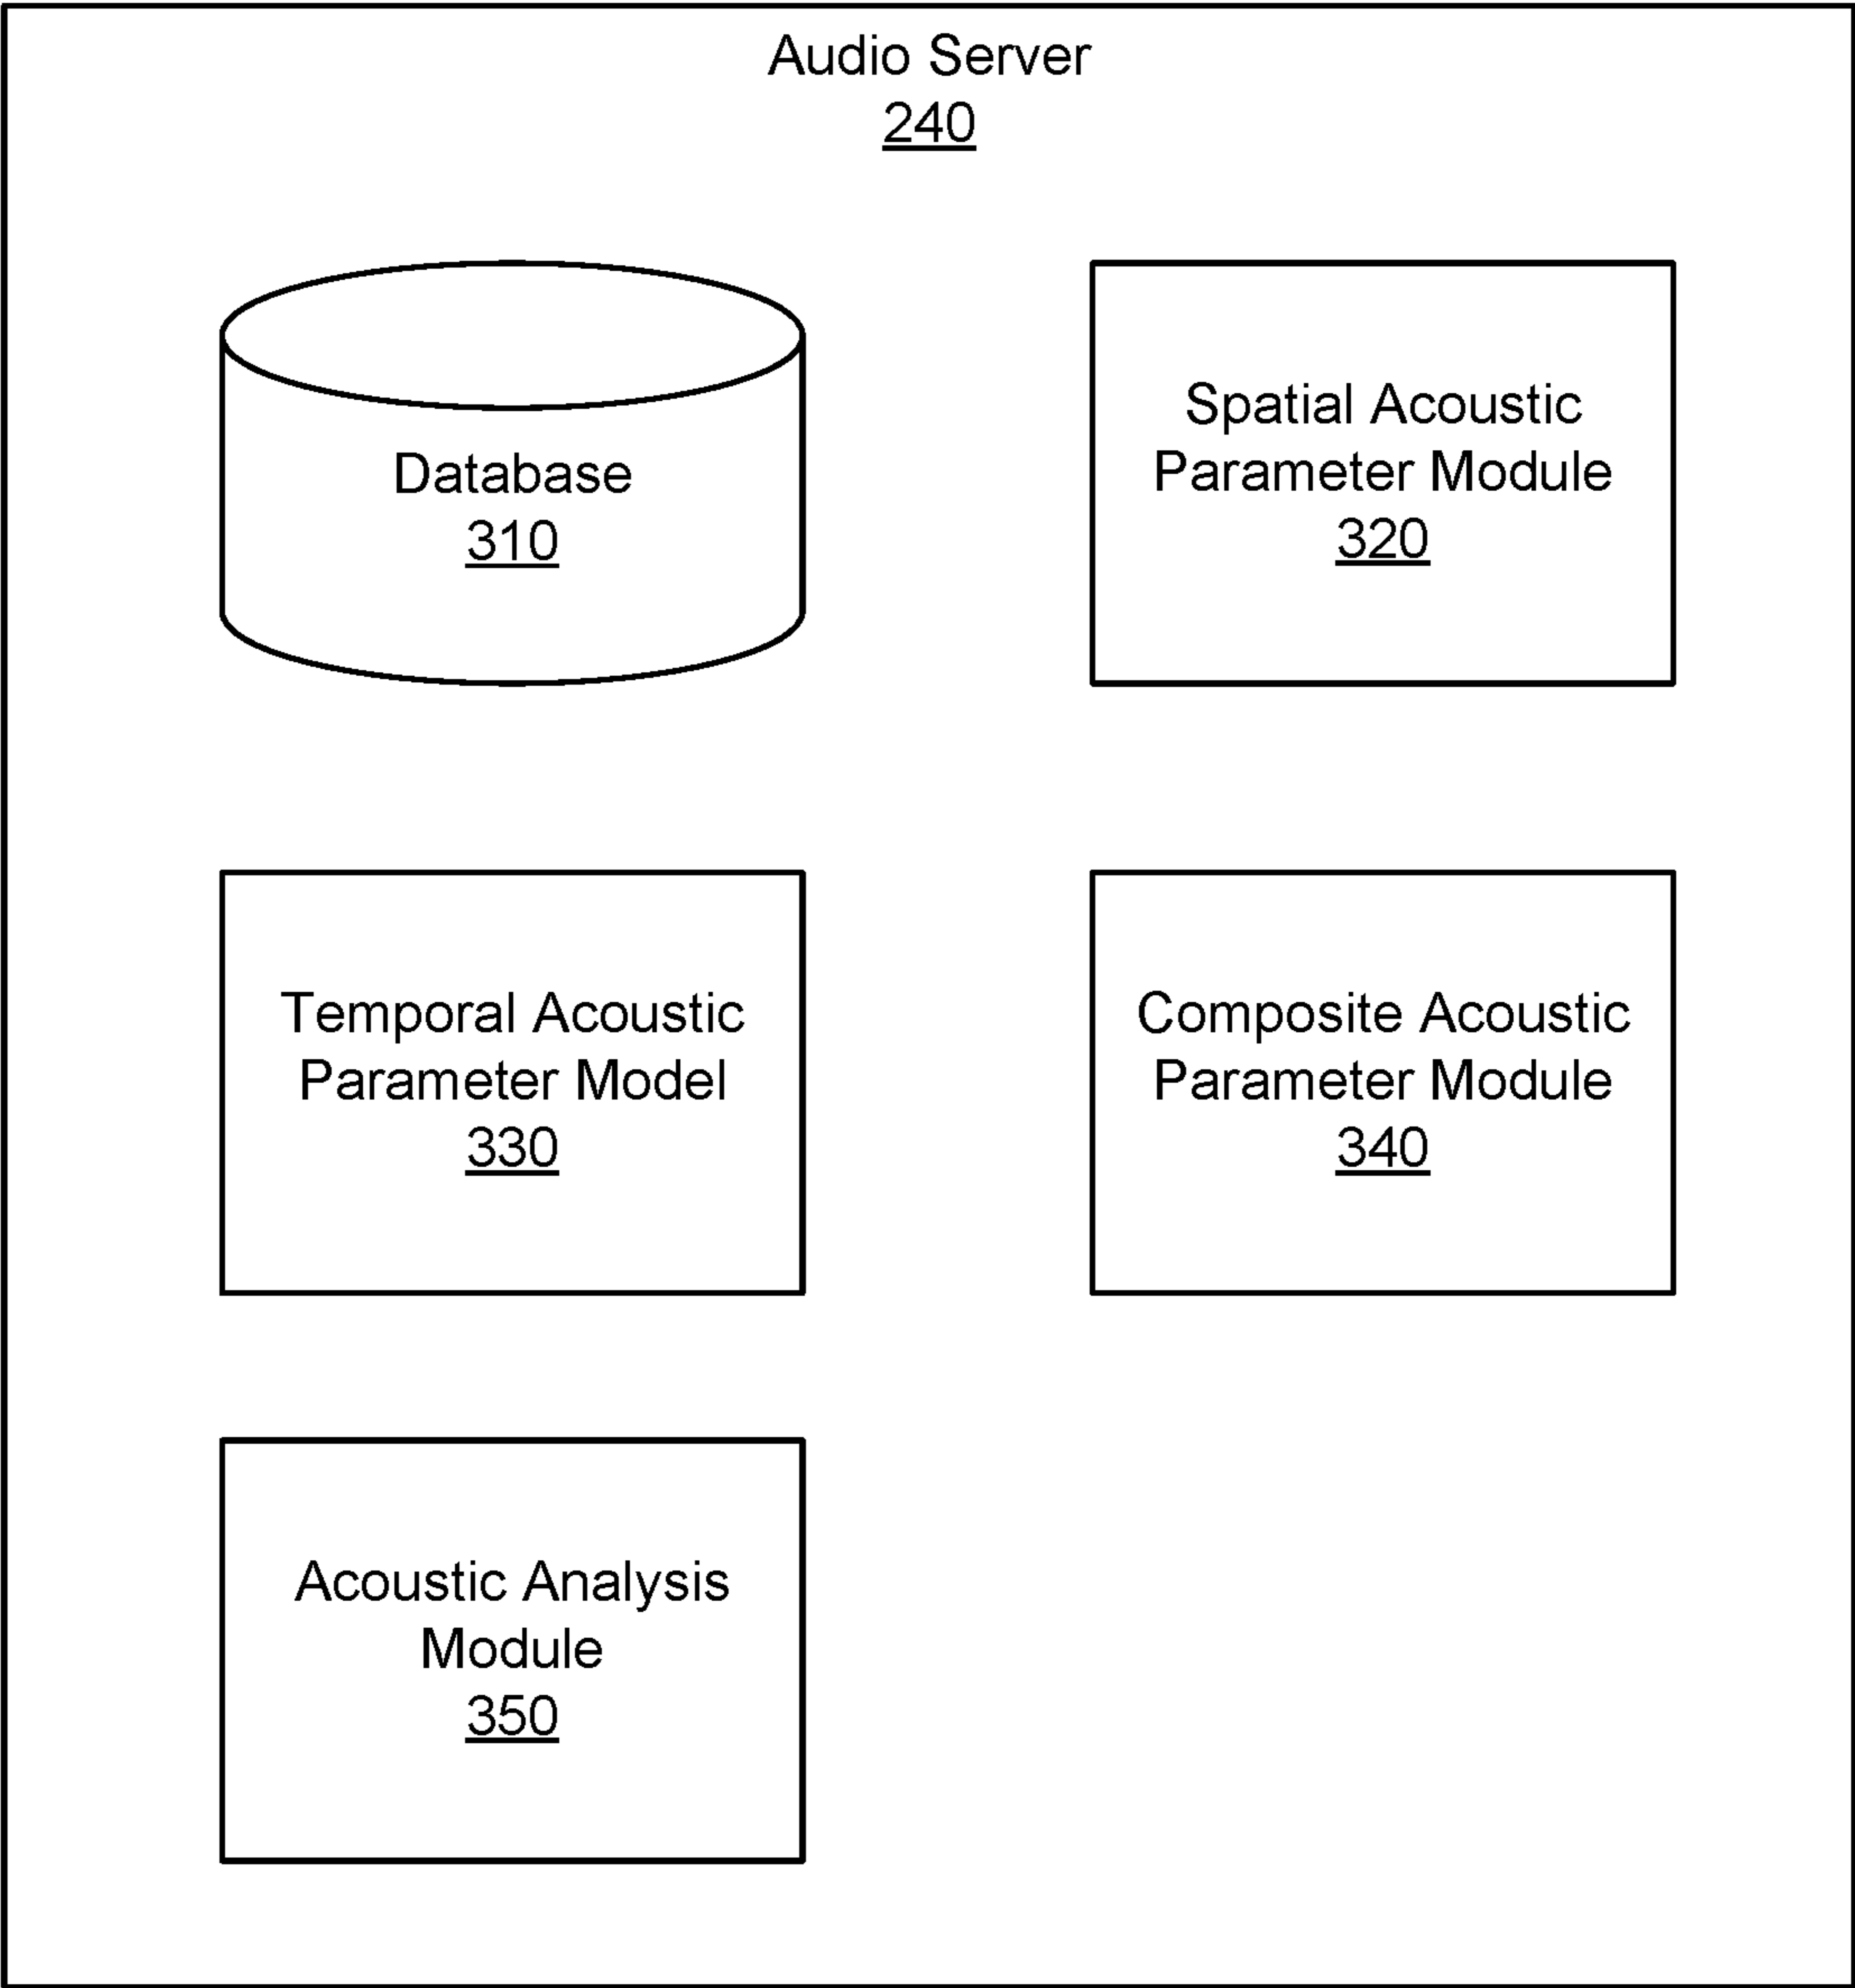 Audio Server
240
Database
310
Spatial Acoustic
Parameter Module
320
Temporal Acoustic
Parameter Model
330
Composite Acoustic
Parameter Module
340
Acoustic Analysis
Module
350